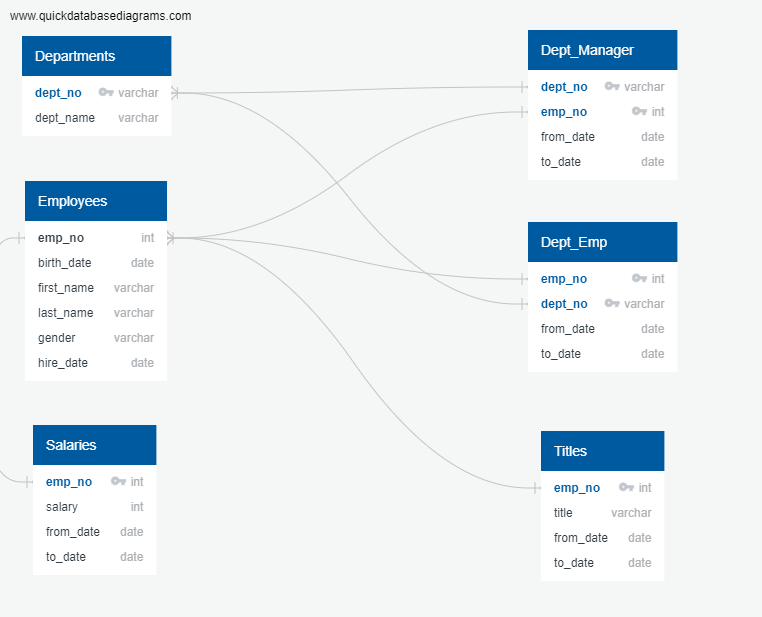 www.quickdatabasediagrams.com
Departments
dept_no varchar
dept_name varchar
Employees
emp_no int
birth_date date
first_name varchar
last_name varchar
gender varchar
hire_date date
Salaries
emp_no int
salary int
from_date date
to_date date
Dept_Manager
dept_no varchar
emp_no int
from_date date
to_date date
Dept_Emp
emp_no int
dept_no varchar
from_date date
to_date date
Titles
emp_no int
title varchar
from_date date
to_date date